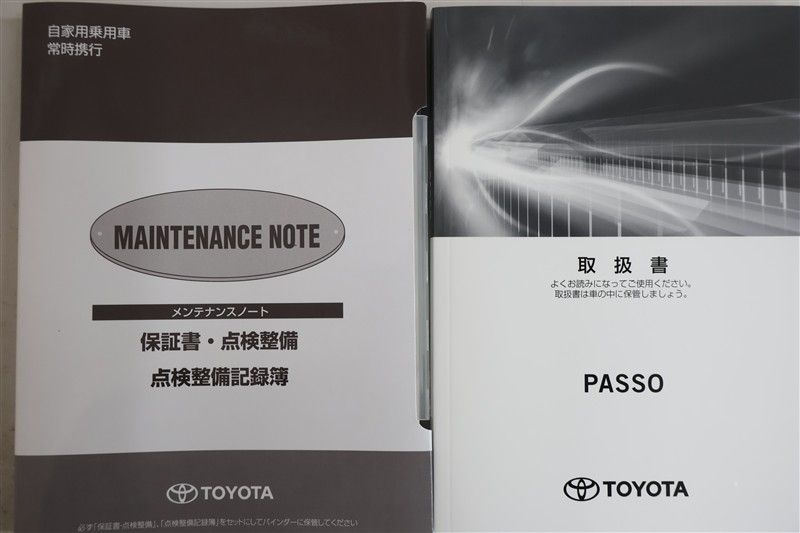 自家用乗用車
常時携行
MAINTENANCE NOTE
メンテナンスノート
保証書・点検整備
点検整備記録簿
TOYOTA
必ず「保証書・点検整備」、「点検整備記録簿」をセットにしてバインダーに保管してください
取扱書
よくお読みになってご使用ください。
取扱書は車の中に保管しましょう。
PASSO
TOYOTA